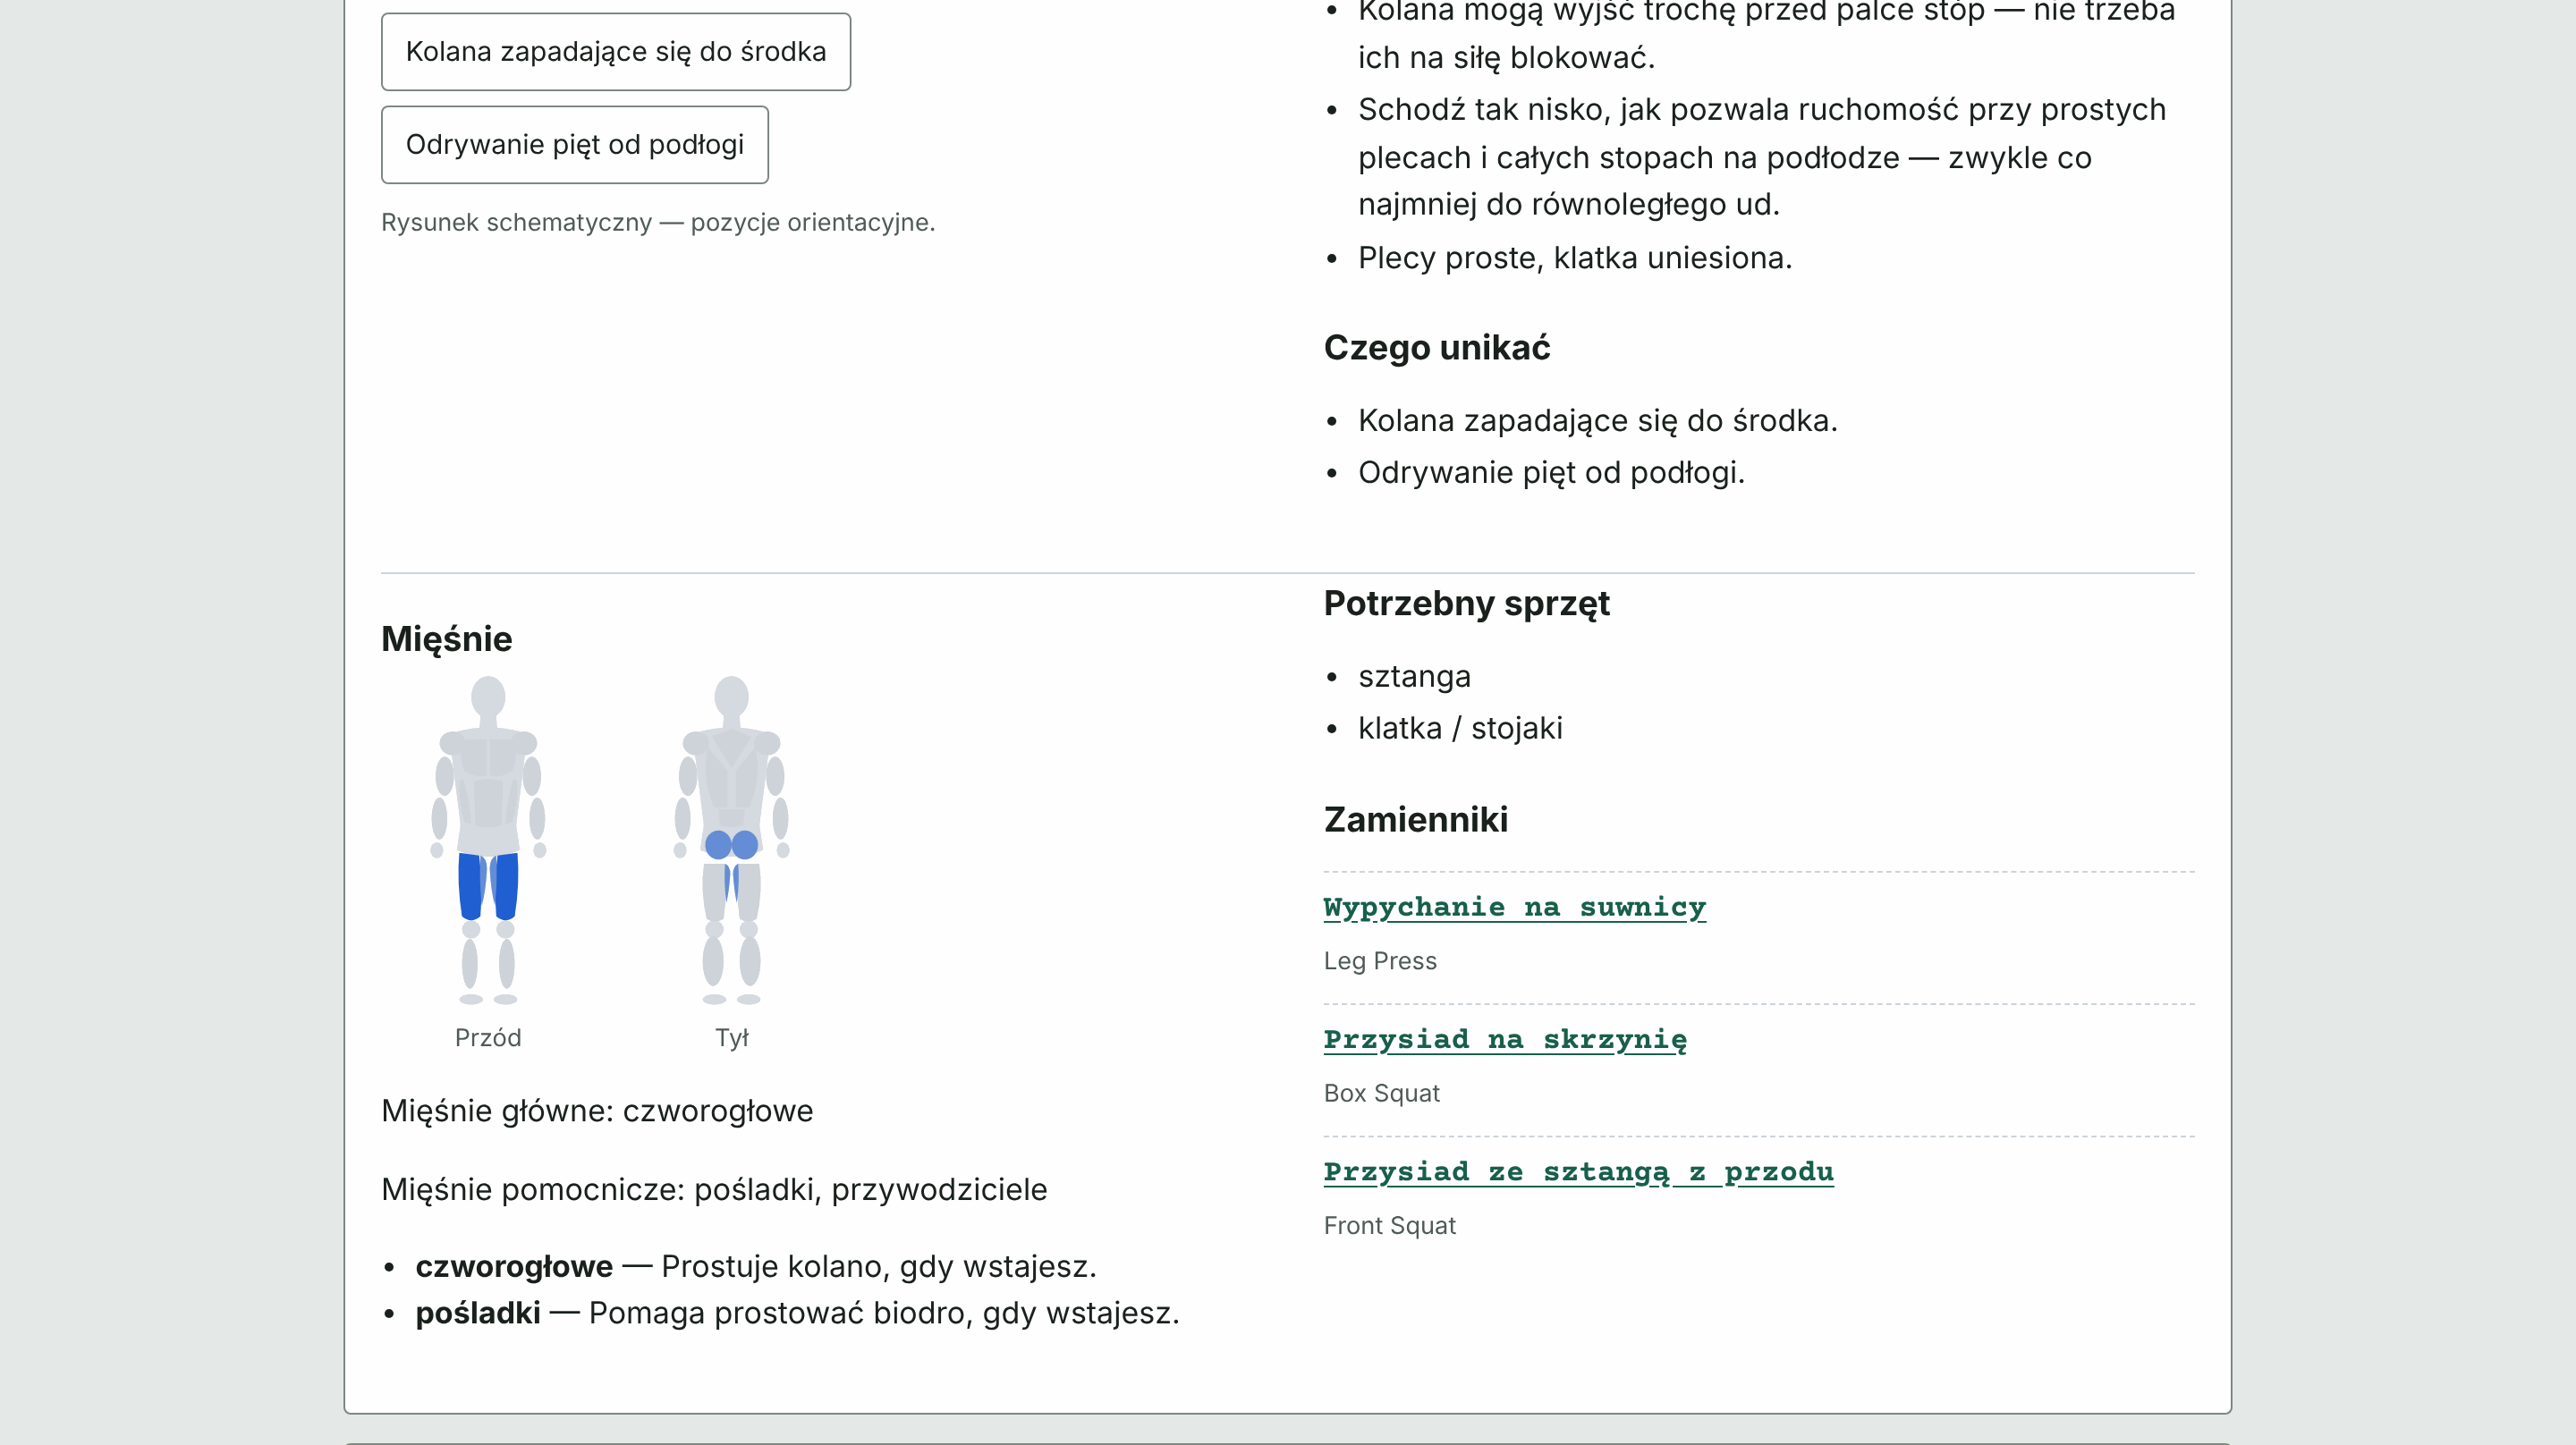 Kolana zapadające się do środka
Odrywanie pięt od podłogi
Rysunek schematyczny — pozycje orientacyjne.
Kolana mogą wyjść trochę przed palce stóp — nie trzeba
ich na siłę blokować.
Schodź tak nisko, jak pozwala ruchomość przy prostych
plecach i całych stopach na podłodze — zwykle co
najmniej do równoległego ud.
Plecy proste, klatka uniesiona.
Czego unikać
Kolana zapadające się do środka.
Odrywanie pięt od podłogi.
Mięśnie
Przód
Tył
Mięśnie główne: czworogłowe
Mięśnie pomocnicze: pośladki, przywodziciele
czworogłowe — Prostuje kolano, gdy wstajesz.
pośladki — Pomaga prostować biodro, gdy wstajesz.
Potrzebny sprzęt
sztanga
klatka / stojaki
Zamienniki
Wypychanie na suwnicy
Leg Press
Przysiad na skrzynię
Box Squat
Przysiad ze sztangą z przodu
Front Squat